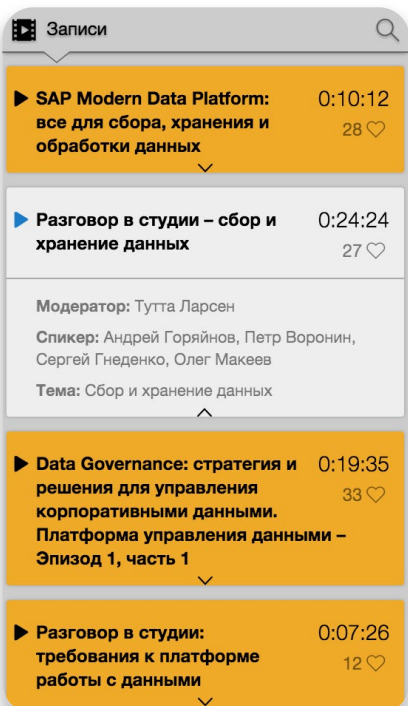 Записи
SAP Modern Data Platform: 0:10:12
все для сбора, хранения и 28
обработки данных
Разговор в студии – сбор и 0:24:24
хранение данных 27
Модератор: Тутта Ларсен
Спикер: Андрей Горяйнов, Петр Воронин,
Сергей Гнеденко, Олег Макеев
Тема: Сбор и хранение данных
Data Governance: стратегия и 0:19:35
решения для управления 33
корпоративными данными.
Платформа управления данными –
Эпизод 1, часть 1
Разговор в студии: 0:07:26
требования к платформе 12
работы с данными